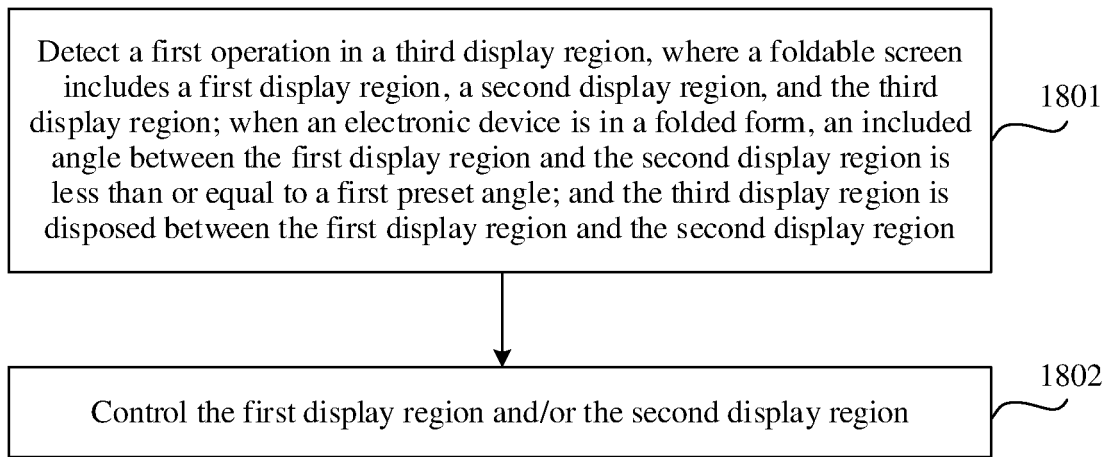 Detect a first operation in a third display region, where a foldable screen
includes a first display region, a second display region, and the third
display region; when an electronic device is in a folded form, an included
angle between the first display region and the second display region is
less than or equal to a first preset angle; and the third display region is
disposed between the first display region and the second display region
1801
Control the first display region and/or the second display region
1802